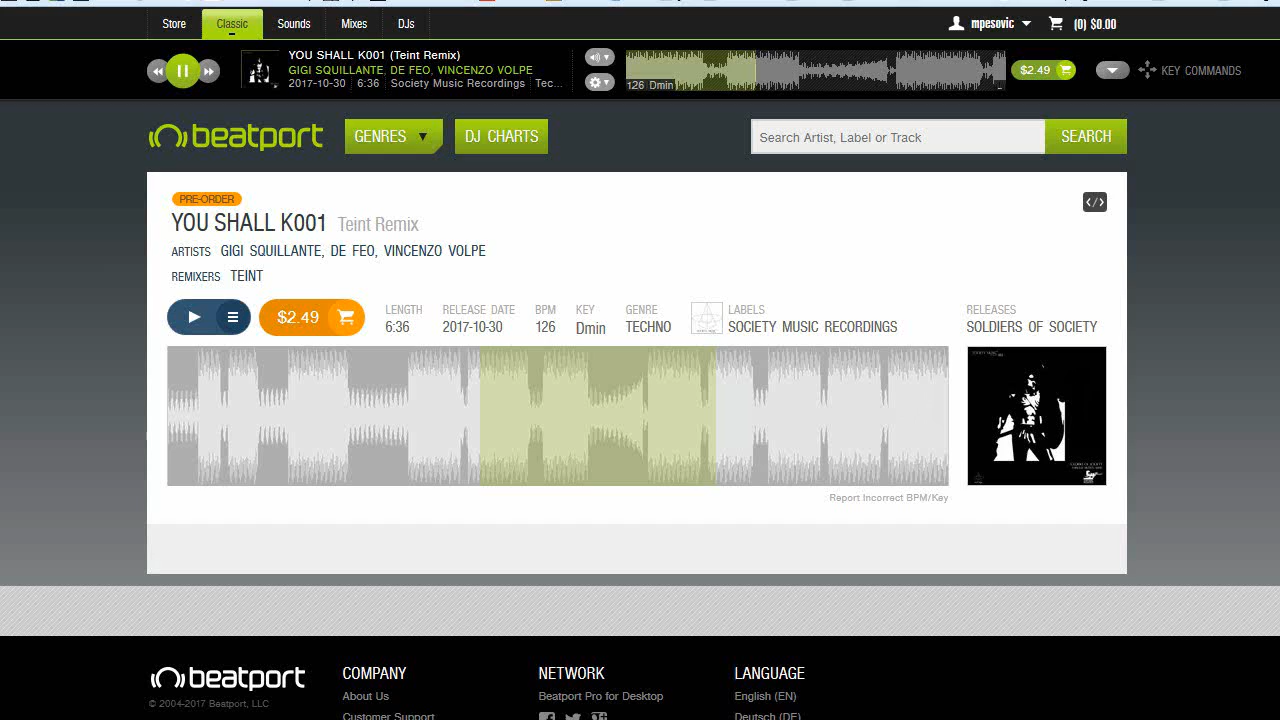 Store Classic Sounds Mixes DJs mpesovic (0) $0.00
YOU SHALL K001 (Teint Remix)
GIGI SQUILLANTE, DE FEO, VINCENZO VOLPE
2017-10-30 6:36 Society Music Recordings Tec...
126 Dmin
$2.49
KEY COMMANDS
beatport GENRES DJ CHARTS Search Artist, Label or Track SEARCH
PRE-ORDER
YOU SHALL K001 Teint Remix
ARTISTS GIGI SQUILLANTE, DE FEO, VINCENZO VOLPE
REMIXERS TEINT
$2.49
LENGTH RELEASE DATE BPM KEY GENRE LABELS RELEASES
6:36 2017-10-30 126 Dmin TECHNO SOCIETY MUSIC RECORDINGS SOLDIERS OF SOCIETY
Report Incorrect BPM/Key
beatport COMPANY NETWORK LANGUAGE
About Us Beatport Pro for Desktop English (EN)
© 2004-2017 Beatport, LLC
Customer Support Deutsch (DE)